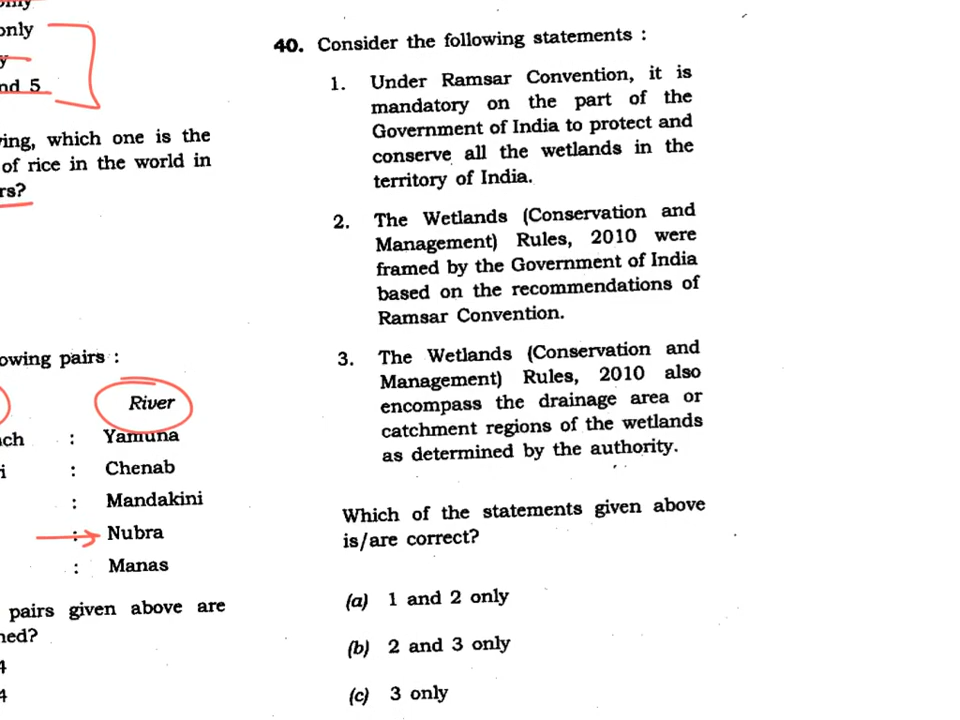 only
nd 5
ving, which one is the
of rice in the world in
rs?
owing pairs :
River
ach : Yamuna
i : Chenab
: Mandakini
: Nubra
: Manas
pairs given above are
ned?
4
4
40. Consider the following statements :
1. Under Ramsar Convention, it is
mandatory on the part of the
Government of India to protect and
conserve all the wetlands in the
territory of India.
2. The Wetlands (Conservation and
Management) Rules, 2010 were
framed by the Government of India
based on the recommendations of
Ramsar Convention.
3. The Wetlands (Conservation and
Management) Rules, 2010 also
encompass the drainage area or
catchment regions of the wetlands
as determined by the authority.
Which of the statements given above
is/are correct?
(a) 1 and 2 only
(b) 2 and 3 only
(c) 3 only